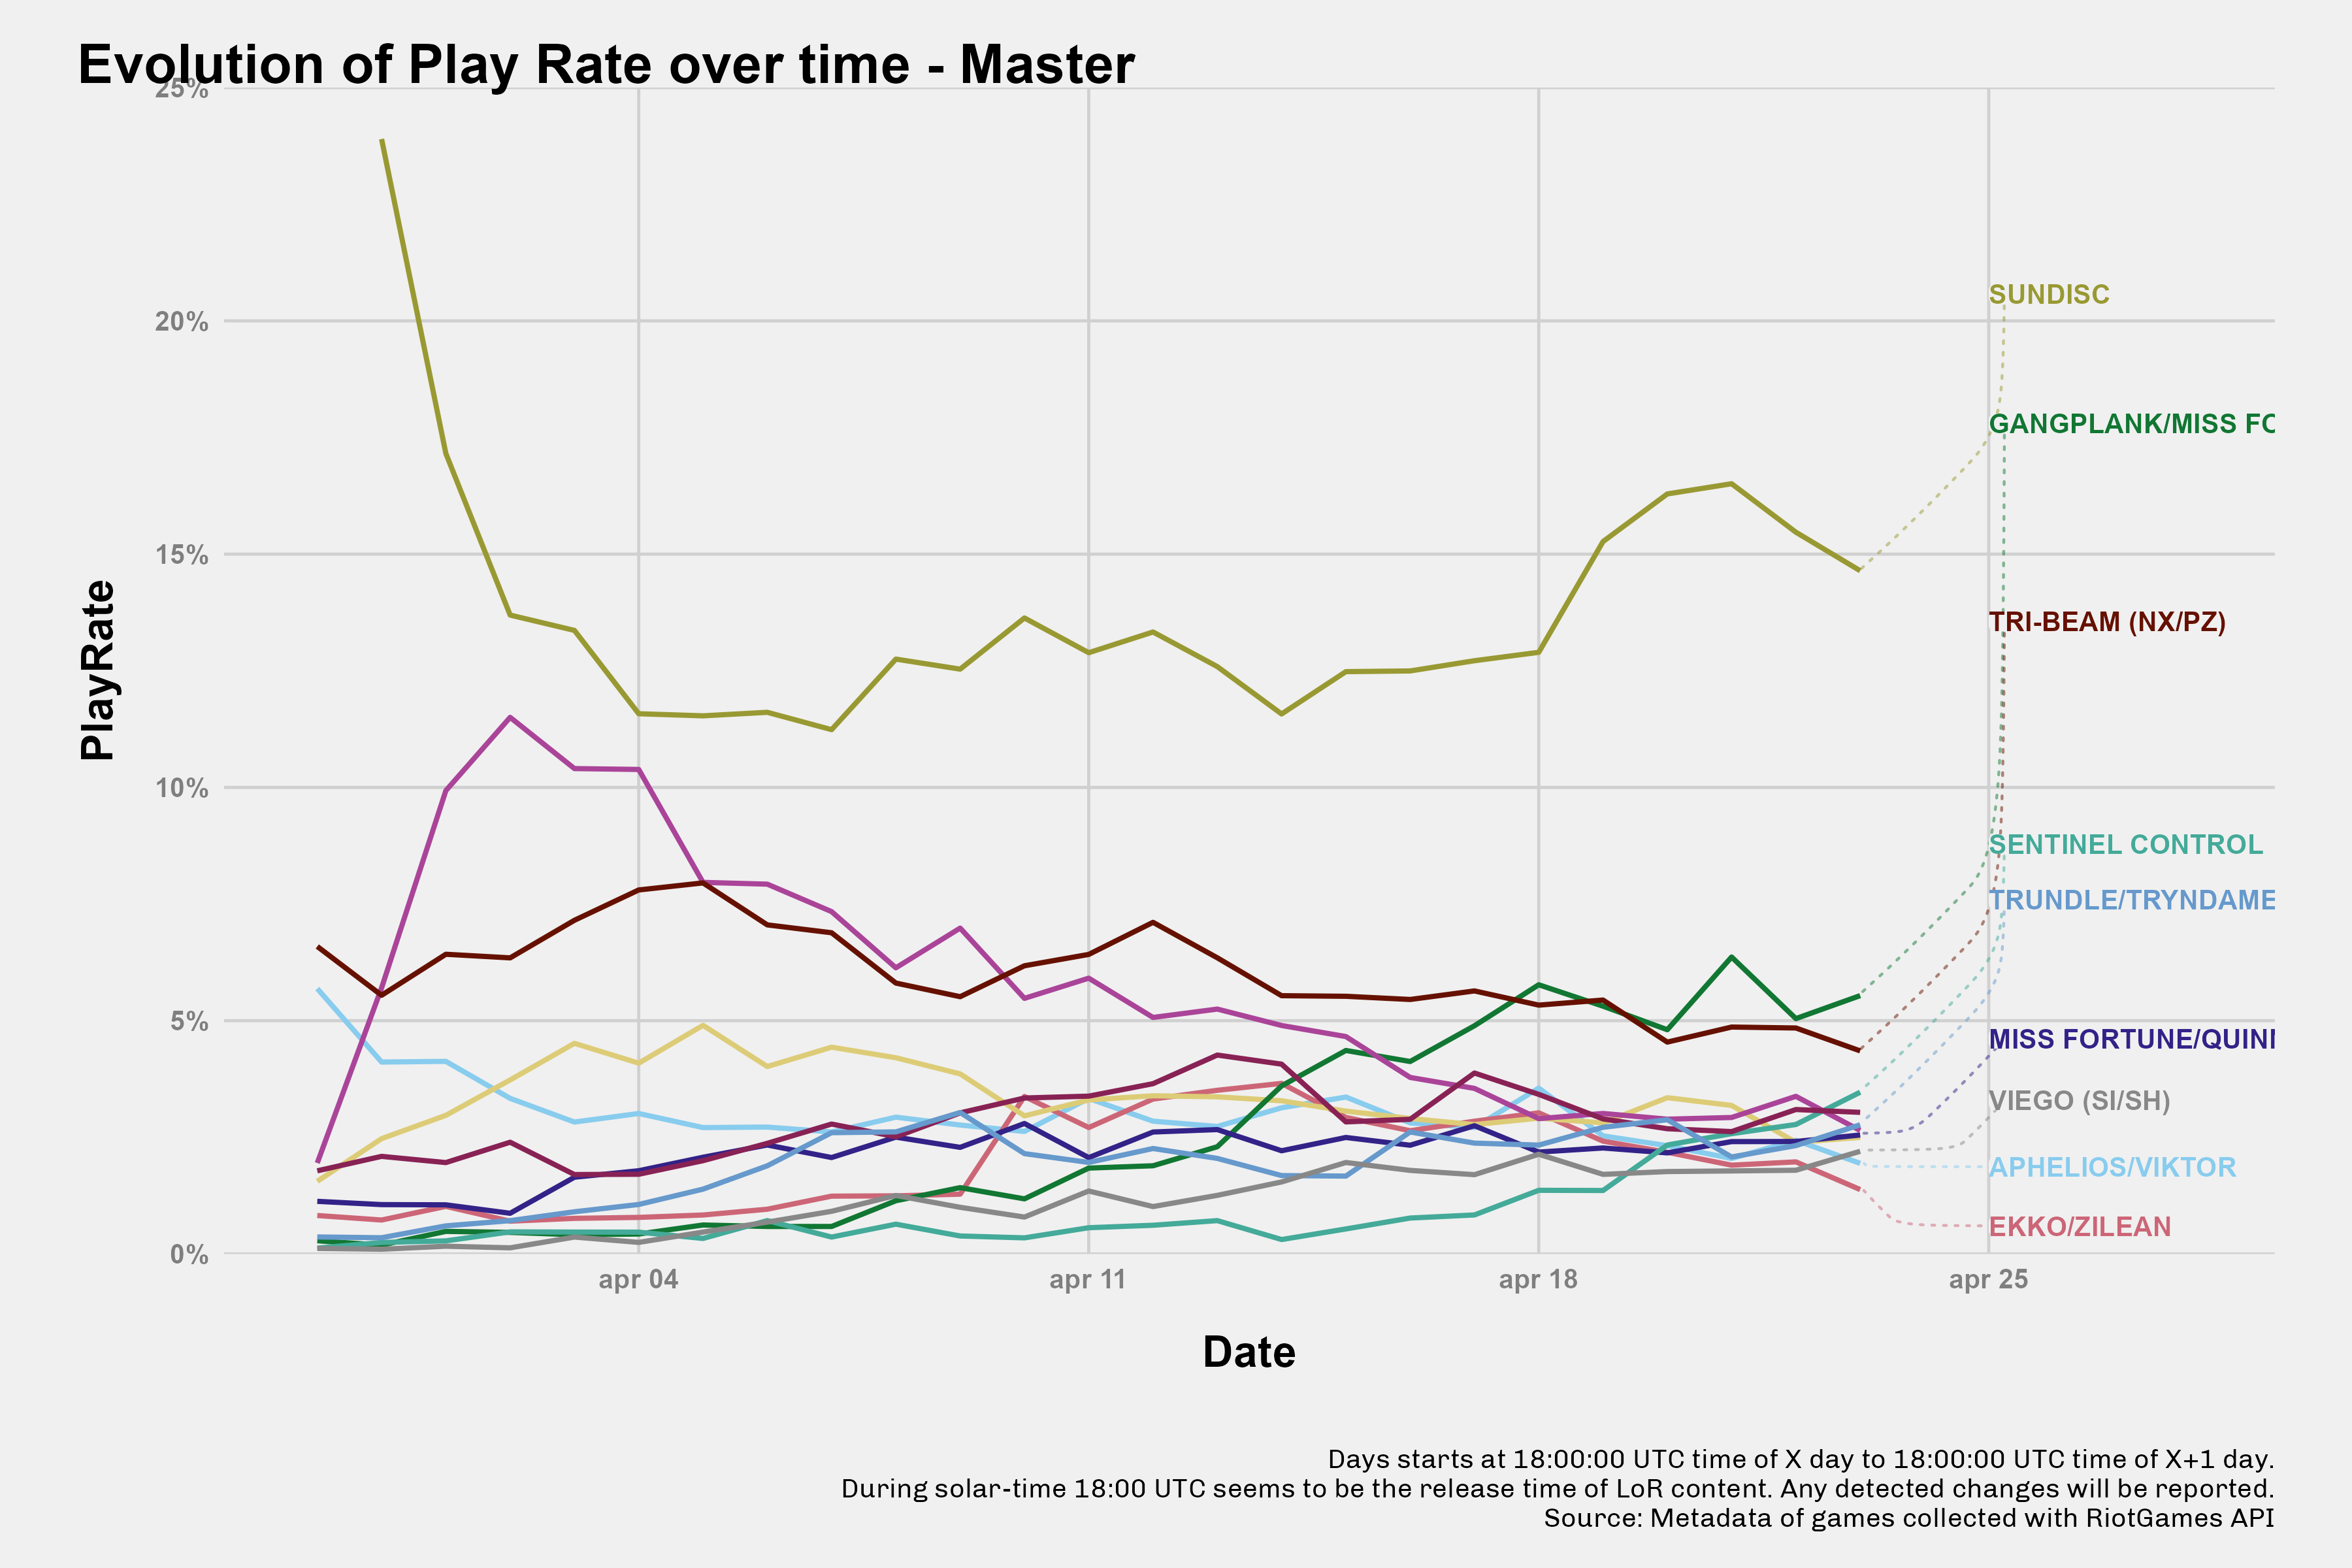 Evolution of Play Rate over time - Master
25%
20%
15%
10%
5%
0%
PlayRate
SUNDISC
GANGPLANK/MISS FO
TRI-BEAM (NX/PZ)
SENTINEL CONTROL
TRUNDLE/TRYNDAME
MISS FORTUNE/QUINN
VIEGO (SI/SH)
APHELIOS/VIKTOR
EKKO/ZILEAN
apr 04
apr 11
apr 18
apr 25
Date
Days starts at 18:00:00 UTC time of X day to 18:00:00 UTC time of X+1 day.
During solar-time 18:00 UTC seems to be the release time of LoR content. Any detected changes will be reported.
Source: Metadata of games collected with RiotGames API